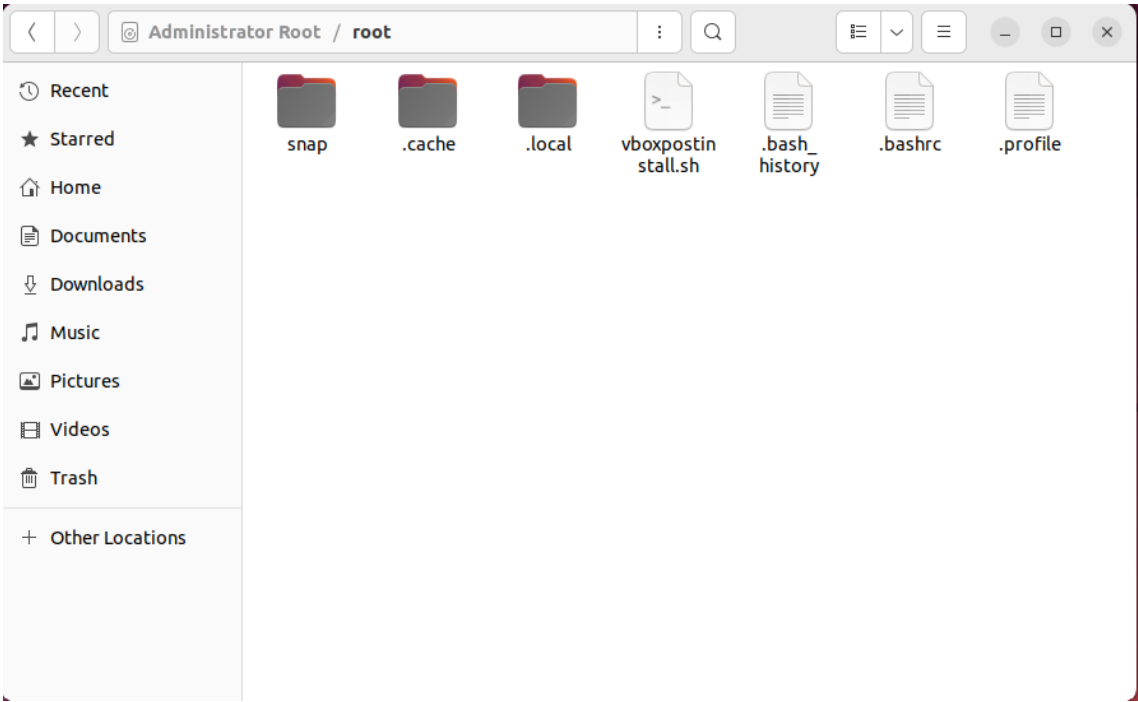 Administrator Root / root
Recent
Starred
Home
Documents
Downloads
Music
Pictures
Videos
Trash
Other Locations
snap
.cache
.local
vboxpostin
stall.sh
.bash_
history
.bashrc
.profile